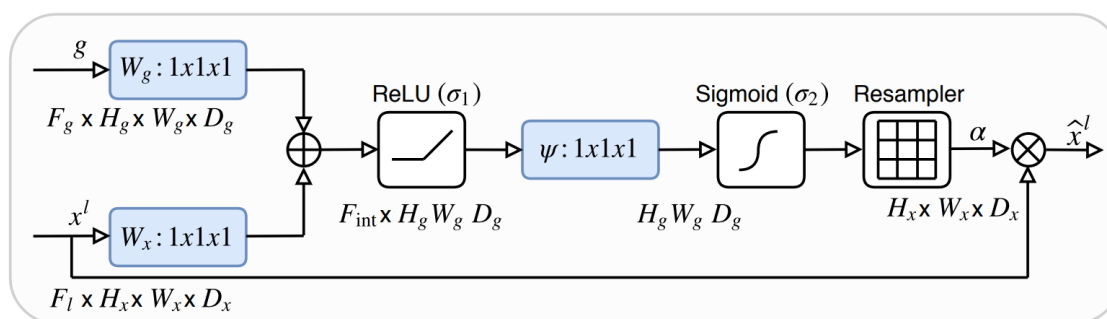 g
W_g : 1x1x1
F_g x H_g x W_g x D_g
x^l
W_x : 1x1x1
F_l x H_x x W_x x D_x
ReLU (σ_1)
F_int x H_g W_g D_g
ψ : 1x1x1
Sigmoid (σ_2)
H_g W_g D_g
Resampler
H_x x W_x x D_x
α
x̂^l